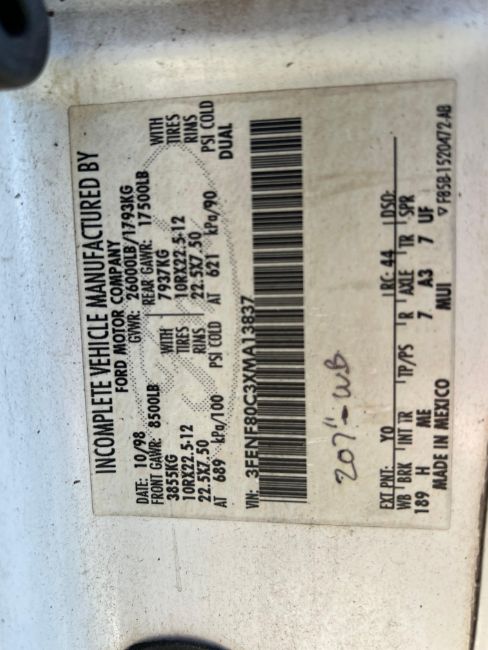 INCOMPLETE VEHICLE MANUFACTURED BY
FORD MOTOR COMPANY
DATE: 10/98 GVWR: 26000LB/11793KG
FRONT GAWR: 8500LB REAR GAWR: 17500LB
3855KG WITH 7937KG WITH
10RX22.5-12 TIRES 10RX22.5-12 TIRES
22.5X7.50 RIMS 22.5X7.50 RIMS
AT 689 kPa/100 PSI COLD AT 621 kPa/90 PSI COLD
DUAL
VIN: 3FENF80C3XMA13837
207"-WB
EXT PNT: YO RC: 44 DSO:
WB BRK INT TR TP/PS R AXLE TR SPR
189 H ME 7 A3 7 UF
MADE IN MEXICO MUI
F85B-1520472-AB